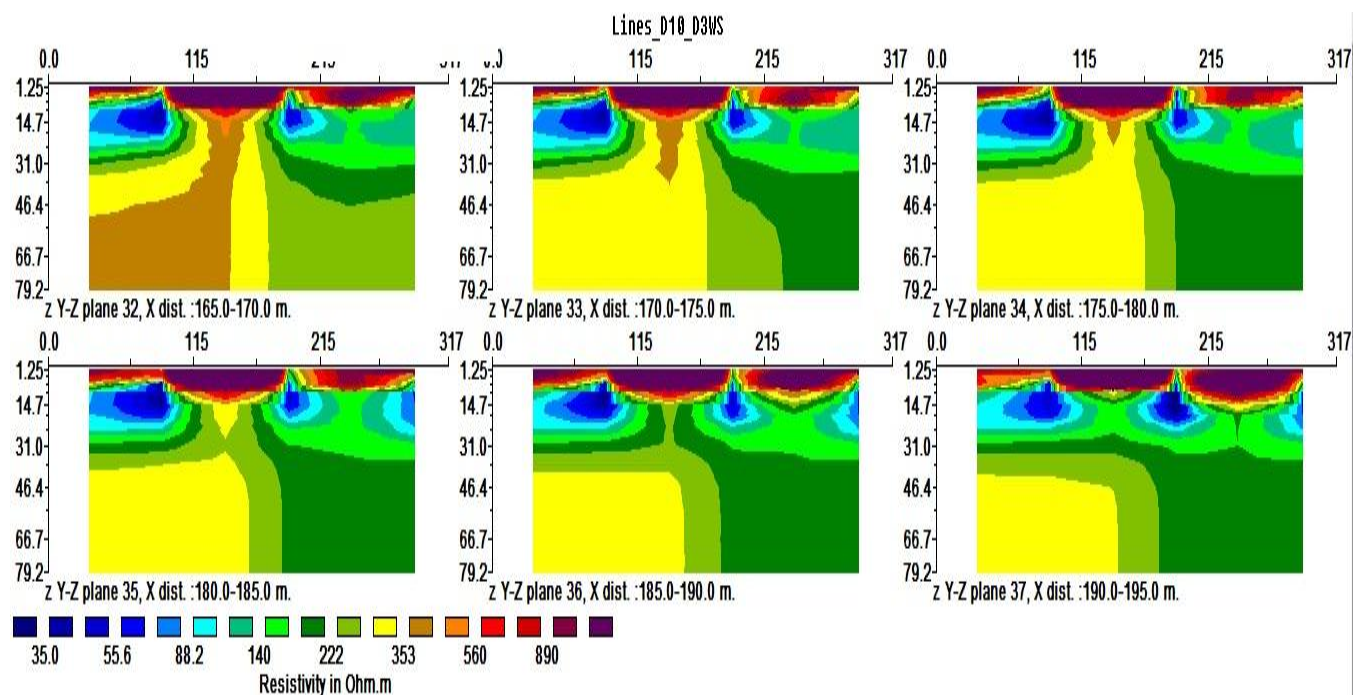 Lines_D10_D3WS
0.0 115 215 317 0.0 115 215 317 0.0 115 215 317
1.25 1.25 1.25
14.7 14.7 14.7
31.0 31.0 31.0
46.4 46.4 46.4
66.7 66.7 66.7
79.2 79.2 79.2
z Y-Z plane 32, X dist. :165.0-170.0 m. z Y-Z plane 33, X dist. :170.0-175.0 m. z Y-Z plane 34, X dist. :175.0-180.0 m.
0.0 115 215 317 0.0 115 215 317 0.0 115 215 317
1.25 1.25 1.25
14.7 14.7 14.7
31.0 31.0 31.0
46.4 46.4 46.4
66.7 66.7 66.7
79.2 79.2 79.2
z Y-Z plane 35, X dist. :180.0-185.0 m. z Y-Z plane 36, X dist. :185.0-190.0 m. z Y-Z plane 37, X dist. :190.0-195.0 m.
35.0 55.6 88.2 140 222 353 560 890
Resistivity in Ohm.m